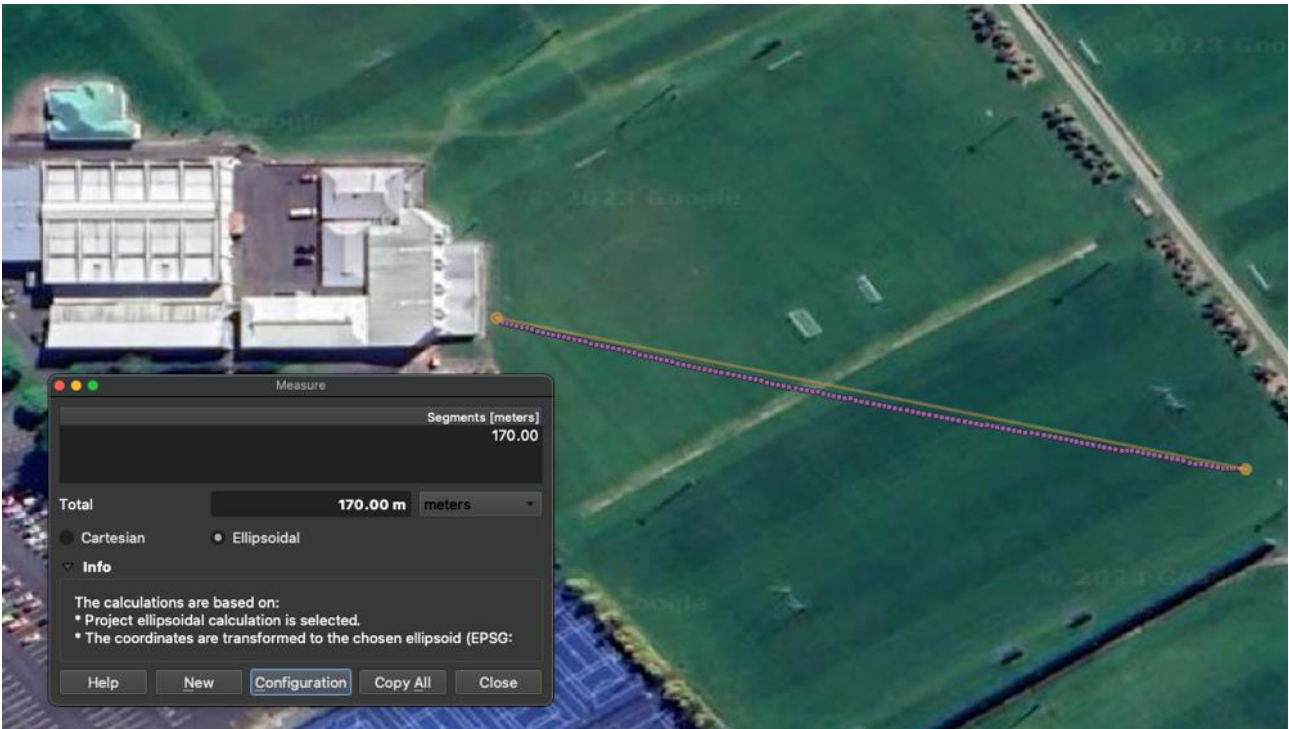 © 2023 Goo
Google
© 2023 Google
Measure
Segments [meters]
170.00
Total 170.00 m meters
Cartesian Ellipsoidal
Info
The calculations are based on:
* Project ellipsoidal calculation is selected.
* The coordinates are transformed to the chosen ellipsoid (EPSG:
Help New Configuration Copy All Close
© 2023 G
oogle